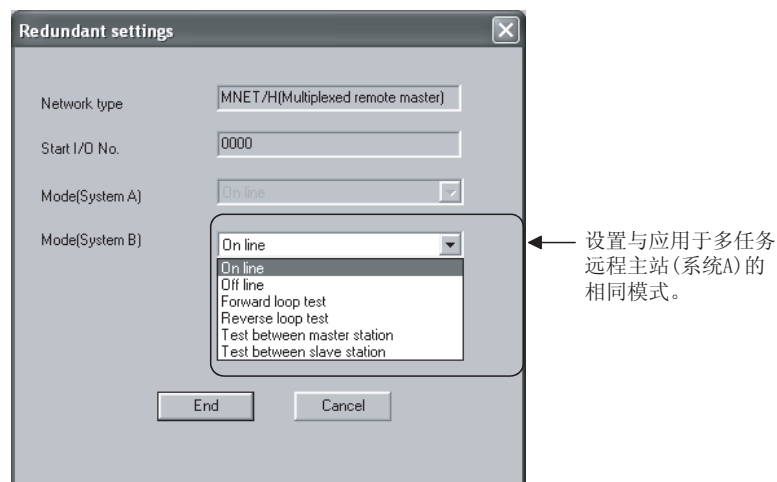 Redundant settings
Network type
MNET/H(Multiplexed remote master)
Start I/O No.
0000
Mode(System A)
On line
Mode(System B)
On line
On line
Off line
Forward loop test
Reverse loop test
Test between master station
Test between slave station
End
Cancel
设置与应用于多任务
远程主站(系统A)的
相同模式。